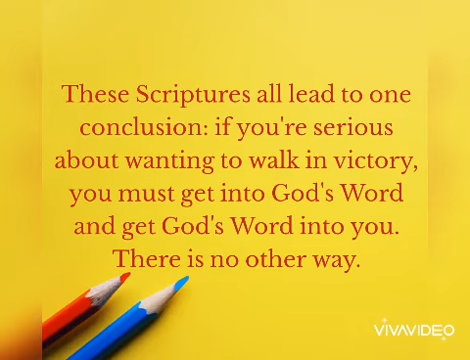 These Scriptures all lead to one
conclusion: if you're serious
about wanting to walk in victory,
you must get into God's Word
and get God's Word into you.
There is no other way.
VIVAVIDEO